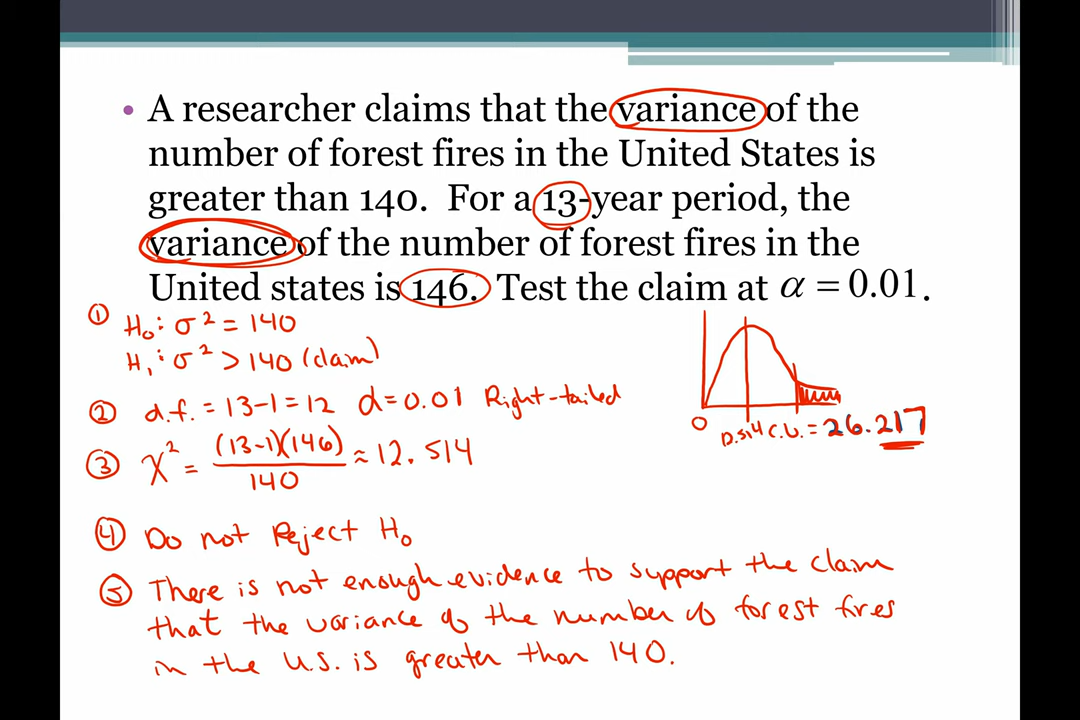 • A researcher claims that the variance of the
number of forest fires in the United States is
greater than 140. For a 13-year period, the
variance of the number of forest fires in the
United states is 146. Test the claim at α = 0.01.
① H₀: σ² = 140
H₁: σ² > 140 (claim)
② d.f. = 13-1 = 12 α = 0.01 Right-tailed
③ χ² = (13-1)(146) / 140 ≈ 12.514
0 12.514 C.V. = 26.217
④ Do not Reject H₀
⑤ There is not enough evidence to support the claim
that the variance of the number of forest fires
in the U.S. is greater than 140.